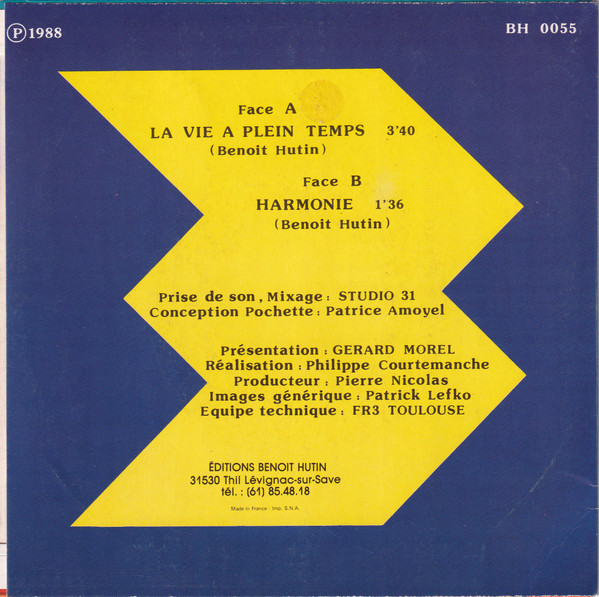 Ⓟ1988
BH 0055
Face A
LA VIE A PLEIN TEMPS 3'40
(Benoit Hutin)
Face B
HARMONIE 1'36
(Benoit Hutin)
Prise de son, Mixage : STUDIO 31
Conception Pochette : Patrice Amoyel
Présentation : GERARD MOREL
Réalisation : Philippe Courtemanche
Producteur : Pierre Nicolas
Images générique : Patrick Lefko
Equipe technique : FR3 TOULOUSE
ÉDITIONS BENOIT HUTIN
31530 Thil Lévignac-sur-Save
tél. : (61) 85.48.18
Made in France - Imp. S.N.A.